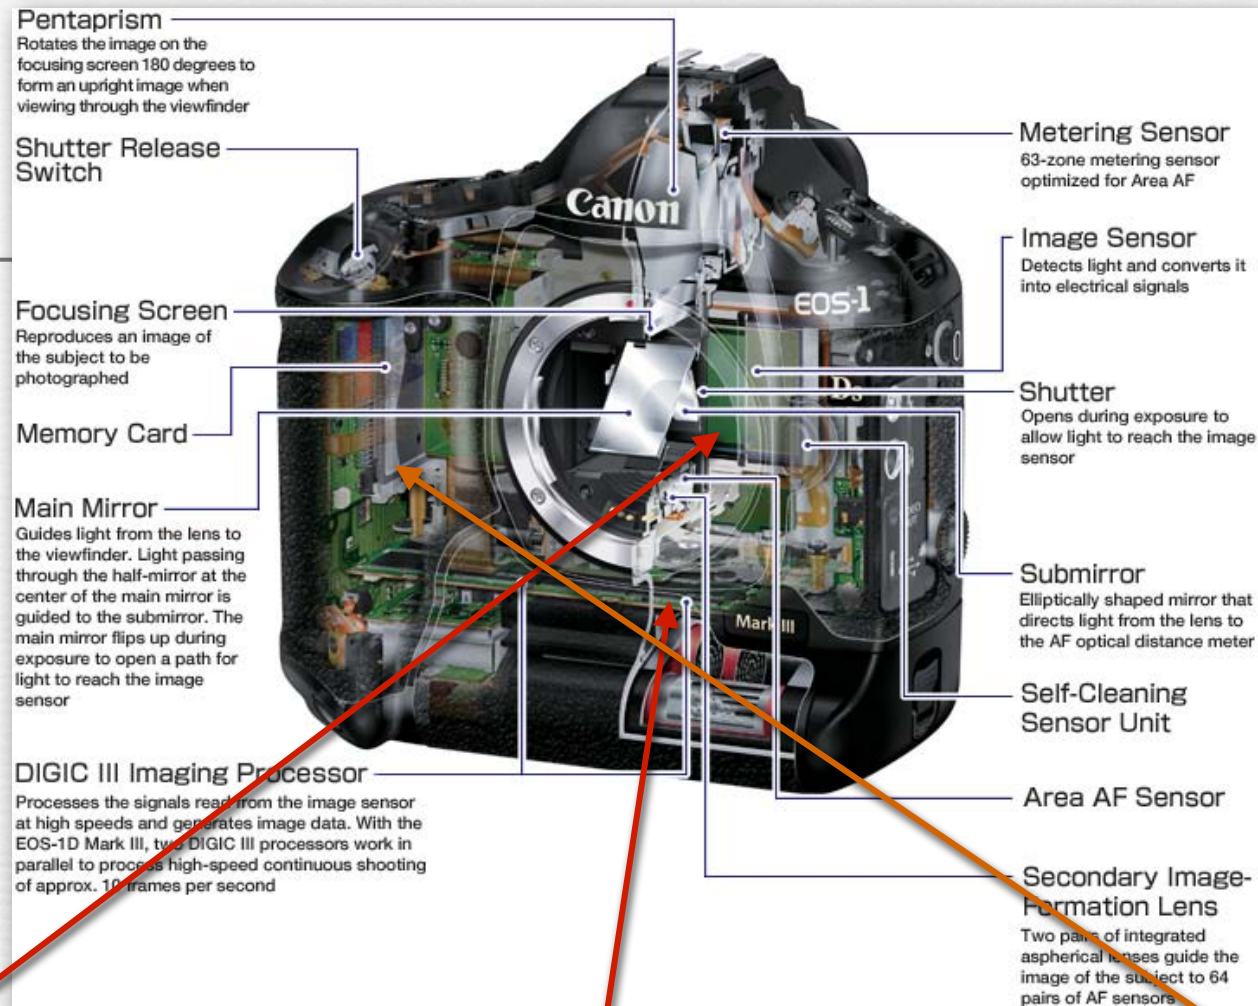 Pentaprism
Rotates the image on the
focusing screen 180 degrees to
form an upright image when
viewing through the viewfinder
Shutter Release
Switch
Focusing Screen
Reproduces an image of
the subject to be
photographed
Memory Card
Main Mirror
Guides light from the lens to
the viewfinder. Light passing
through the half-mirror at the
center of the main mirror is
guided to the submirror. The
main mirror flips up during
exposure to open a path for
light to reach the image
sensor
DIGIC III Imaging Processor
Processes the signals read from the image sensor
at high speeds and generates image data. With the
EOS-1D Mark III, two DIGIC III processors work in
parallel to process high-speed continuous shooting
of approx. 10 frames per second
Canon
EOS-1
Ds
Mark III
Metering Sensor
63-zone metering sensor
optimized for Area AF
Image Sensor
Detects light and converts it
into electrical signals
Shutter
Opens during exposure to
allow light to reach the image
sensor
Submirror
Elliptically shaped mirror that
directs light from the lens to
the AF optical distance meter
Self-Cleaning
Sensor Unit
Area AF Sensor
Secondary Image-
Formation Lens
Two pairs of integrated
aspherical lenses guide the
image of the subject to 64
pairs of AF sensors